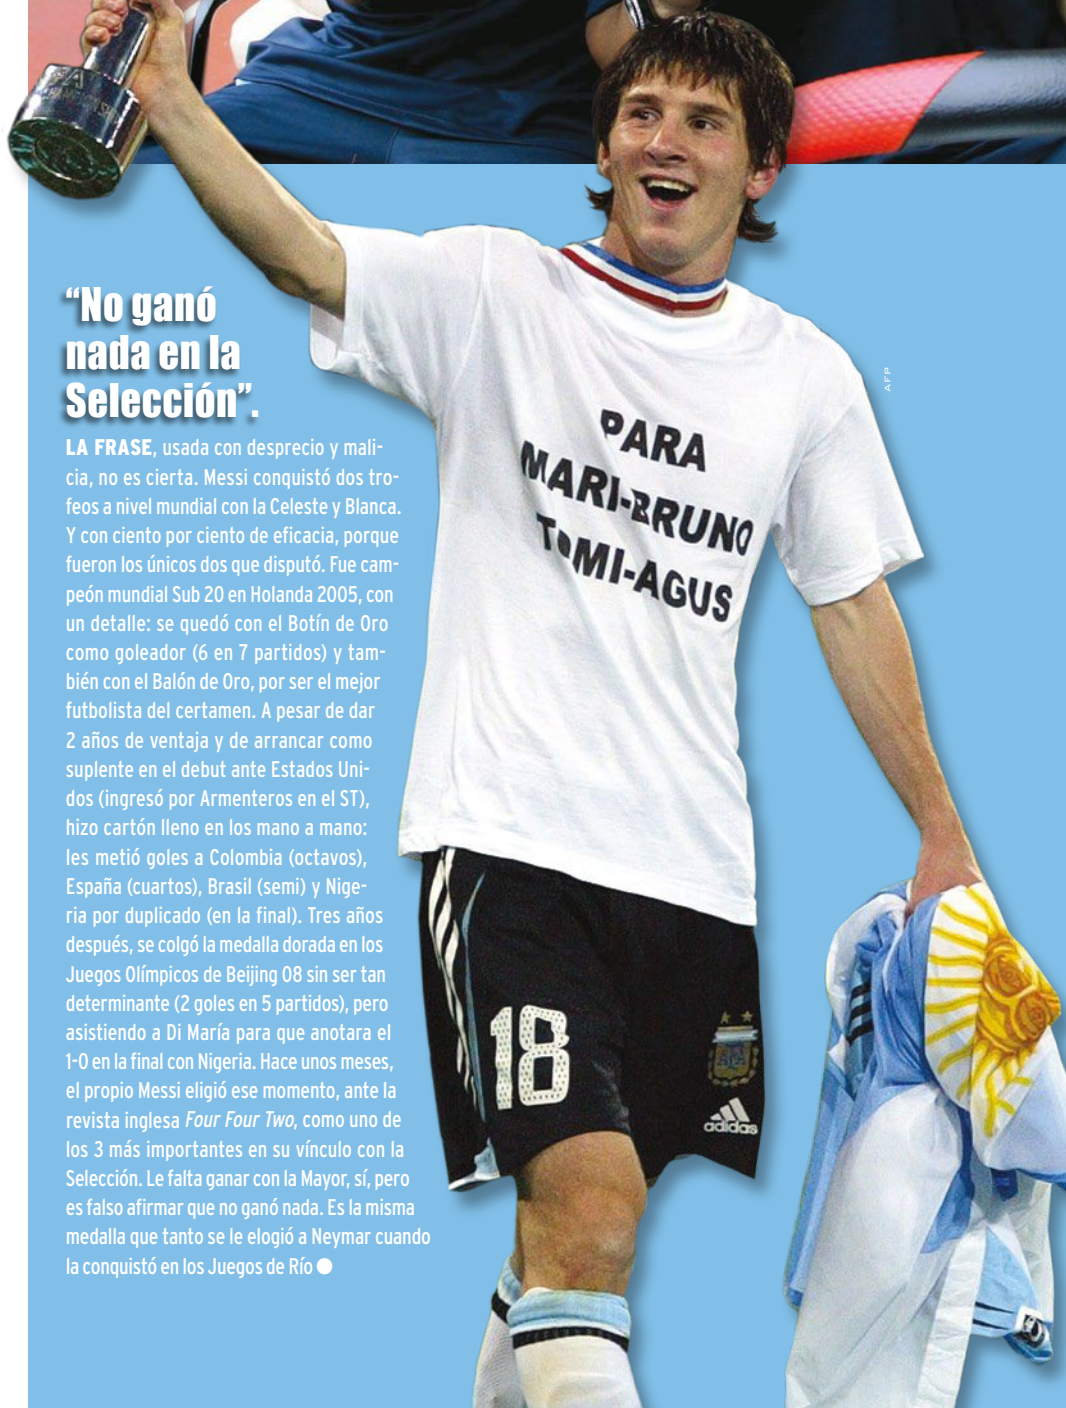 “No ganó
nada en la
Selección”.
LA FRASE, usada con desprecio y mali-
cia, no es cierta. Messi conquistó dos tro-
feos a nivel mundial con la Celeste y Blanca.
Y con ciento por ciento de eficacia, porque
fueron los únicos dos que disputó. Fue cam-
peón mundial Sub 20 en Holanda 2005, con
un detalle: se quedó con el Botín de Oro
como goleador (6 en 7 partidos) y tam-
bién con el Balón de Oro, por ser el mejor
futbolista del certamen. A pesar de dar
2 años de ventaja y de arrancar como
suplente en el debut ante Estados Uni-
dos (ingresó por Armenteros en el ST),
hizo cartón lleno en los mano a mano:
les metió goles a Colombia (octavos),
España (cuartos), Brasil (semi) y Nige-
ria por duplicado (en la final). Tres años
después, se colgó la medalla dorada en los
Juegos Olímpicos de Beijing 08 sin ser tan
determinante (2 goles en 5 partidos), pero
asistiendo a Di María para que anotara el
1-0 en la final con Nigeria. Hace unos meses,
el propio Messi eligió ese momento, ante la
revista inglesa Four Four Two, como uno de
los 3 más importantes en su vínculo con la
Selección. Le falta ganar con la Mayor, sí, pero
es falso afirmar que no ganó nada. Es la misma
medalla que tanto se le elogió a Neymar cuando
la conquistó en los Juegos de Río
AFP
PARA
MARI-BRUNO
TOMI-AGUS
18
adidas